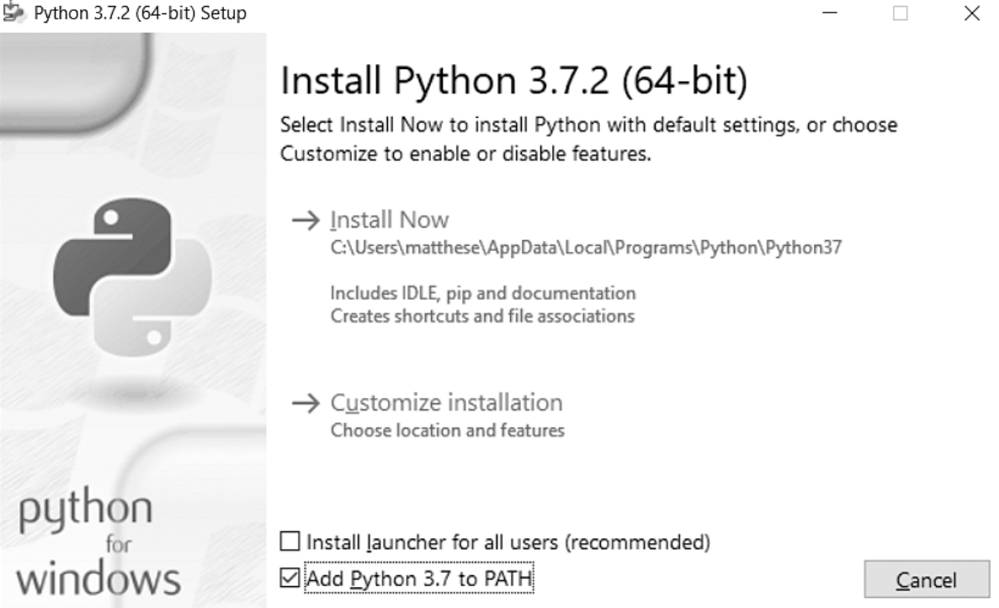 Python 3.7.2 (64-bit) Setup
Install Python 3.7.2 (64-bit)
Select Install Now to install Python with default settings, or choose
Customize to enable or disable features.
Install Now
C:\Users\matthese\AppData\Local\Programs\Python\Python37
Includes IDLE, pip and documentation
Creates shortcuts and file associations
Customize installation
Choose location and features
python
for
windows
Install launcher for all users (recommended)
Add Python 3.7 to PATH
Cancel